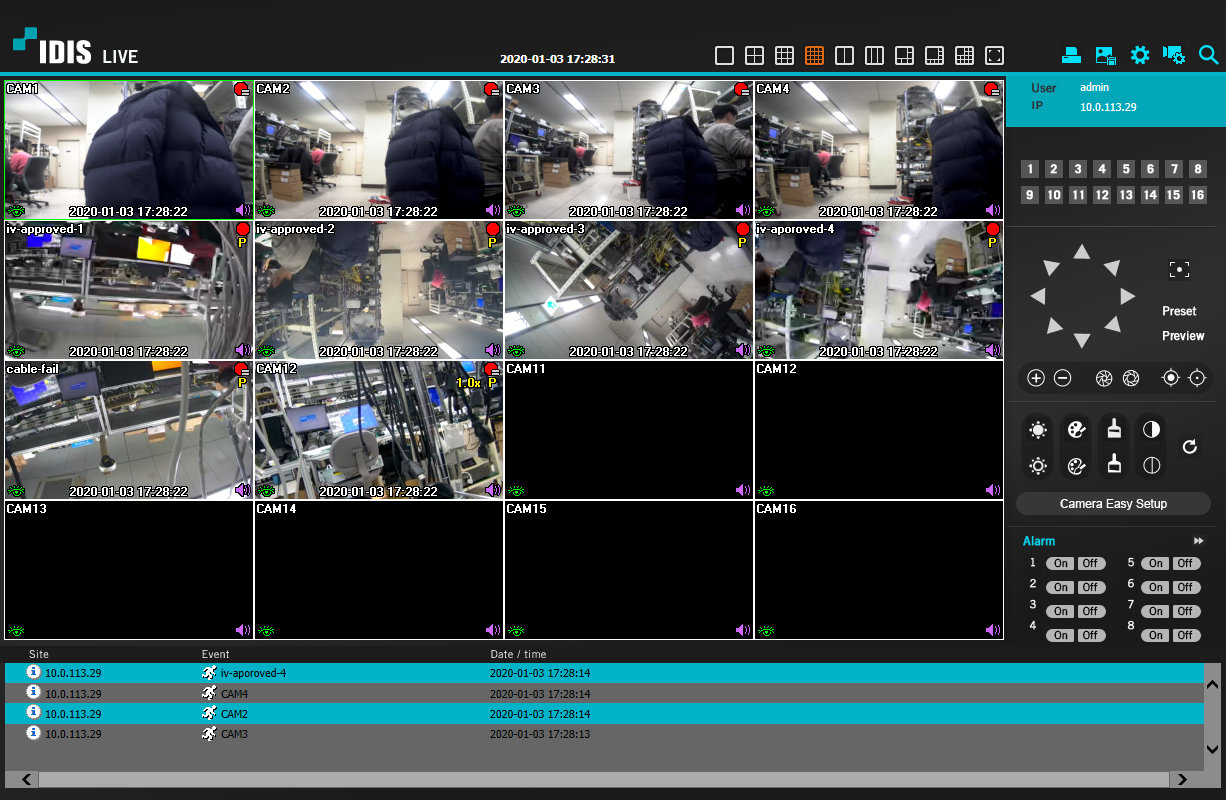 IDIS LIVE
2020-01-03 17:28:31
User admin
IP 10.0.113.29
CAM1 CAM2 CAM3 CAM4
2020-01-03 17:28:22 2020-01-03 17:28:22 2020-01-03 17:28:22 2020-01-03 17:28:22
iv-approved-1 iv-approved-2 iv-approved-3 iv-aporoved-4
P P P P
2020-01-03 17:28:22 2020-01-03 17:28:22 2020-01-03 17:28:22 2020-01-03 17:28:22
cable-fail CAM12 CAM11 CAM12
P 1.0x P
2020-01-03 17:28:22 2020-01-03 17:28:22
CAM13 CAM14 CAM15 CAM16
1 2 3 4 5 6 7 8
9 10 11 12 13 14 15 16
Preset
Preview
Camera Easy Setup
Alarm
1 On Off 5 On Off
2 On Off 6 On Off
3 On Off 7 On Off
4 On Off 8 On Off
Site Event Date / time
10.0.113.29 iv-aporoved-4 2020-01-03 17:28:14
10.0.113.29 CAM4 2020-01-03 17:28:14
10.0.113.29 CAM2 2020-01-03 17:28:14
10.0.113.29 CAM3 2020-01-03 17:28:13